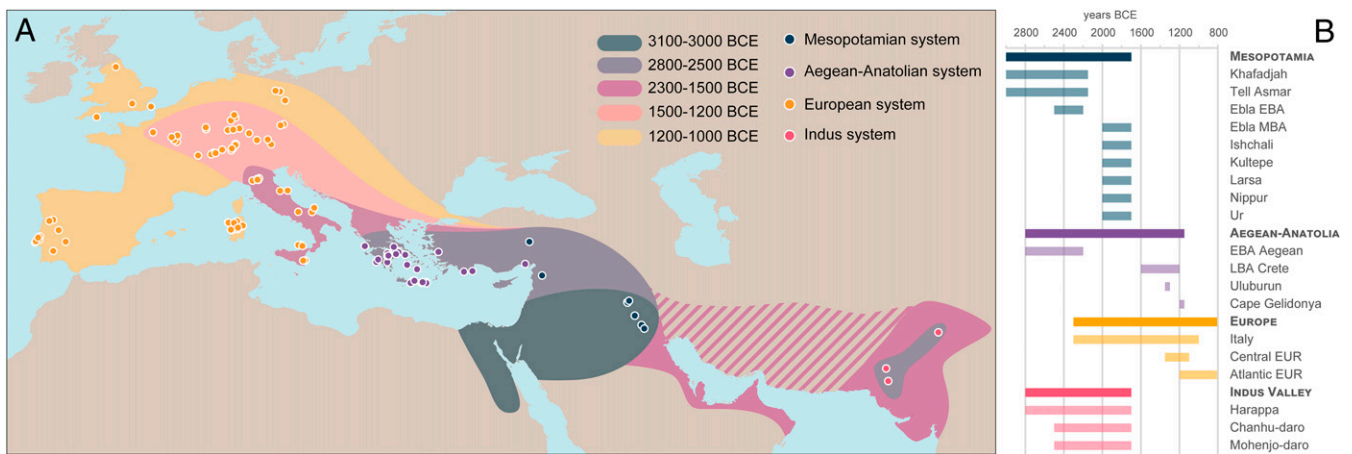 A
3100-3000 BCE
2800-2500 BCE
2300-1500 BCE
1500-1200 BCE
1200-1000 BCE
Mesopotamian system
Aegean-Anatolian system
European system
Indus system
B
years BCE
2800 2400 2000 1600 1200 800
MESOPOTAMIA
Khafadjah
Tell Asmar
Ebla EBA
Ebla MBA
Ishchali
Kultepe
Larsa
Nippur
Ur
AEGEAN-ANATOLIA
EBA Aegean
LBA Crete
Uluburun
Cape Gelidonya
EUROPE
Italy
Central EUR
Atlantic EUR
INDUS VALLEY
Harappa
Chanhu-daro
Mohenjo-daro